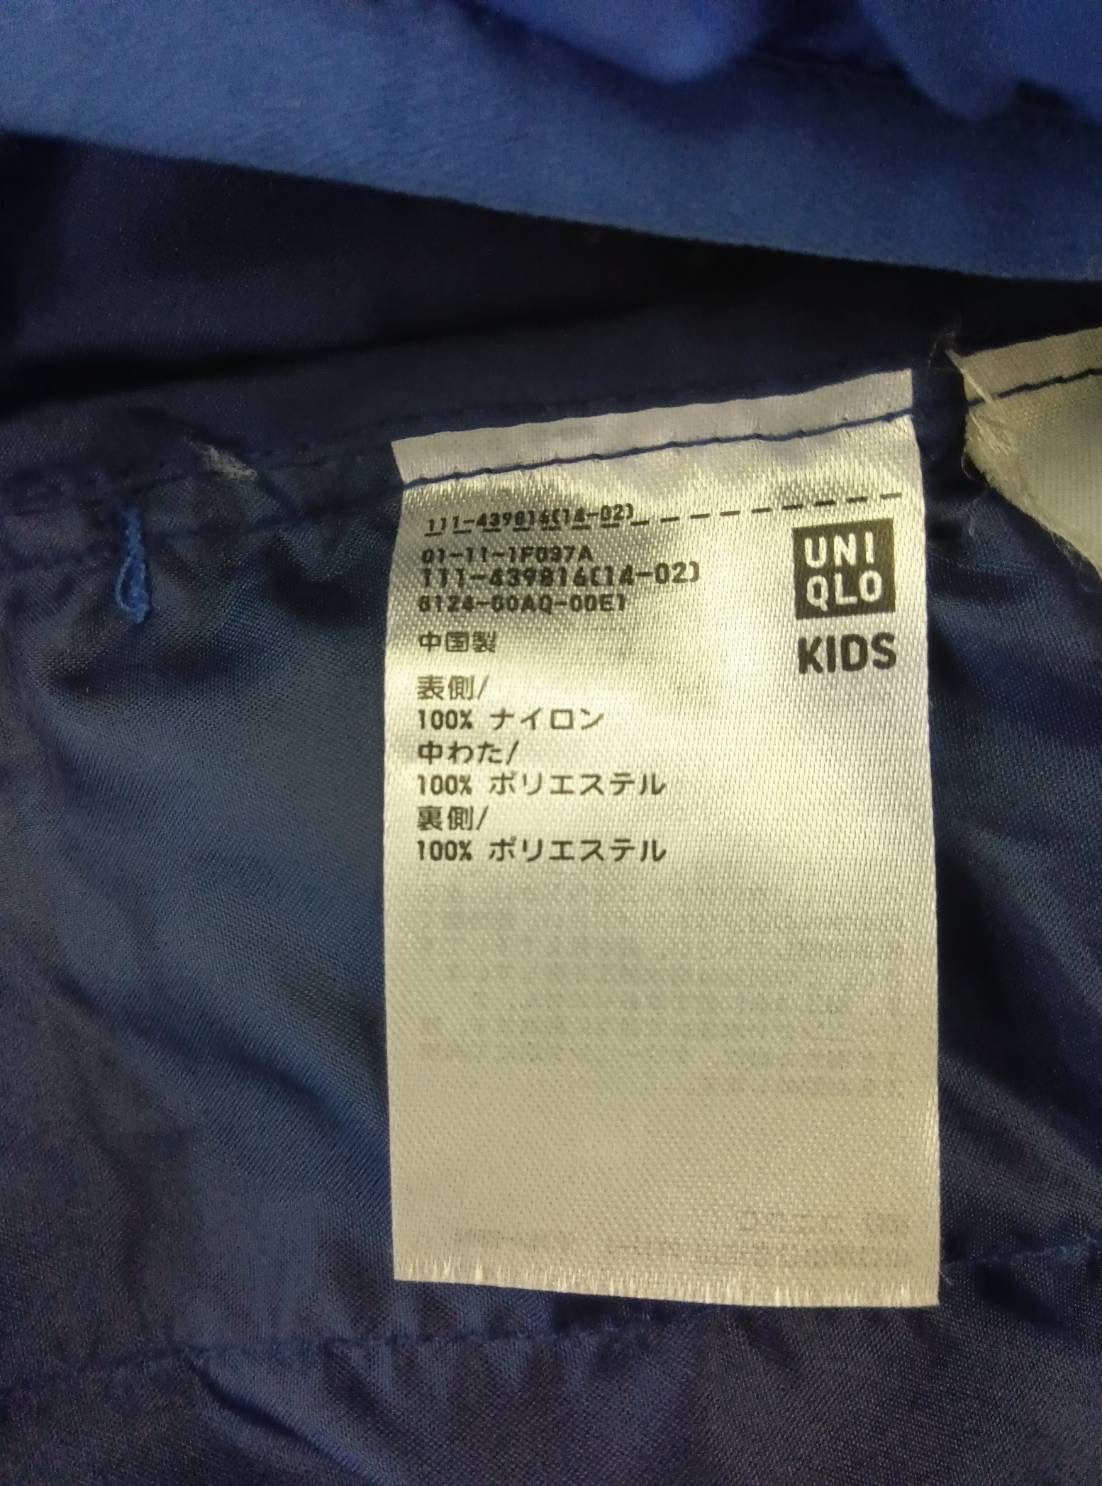 111-439816(14-02)
01-11-1F097A
111-439816(14-02)
6124-60AQ-00E1
UNI
QLO
KIDS
中国製
表側/
100% ナイロン
中わた/
100% ポリエステル
裏側/
100% ポリエステル